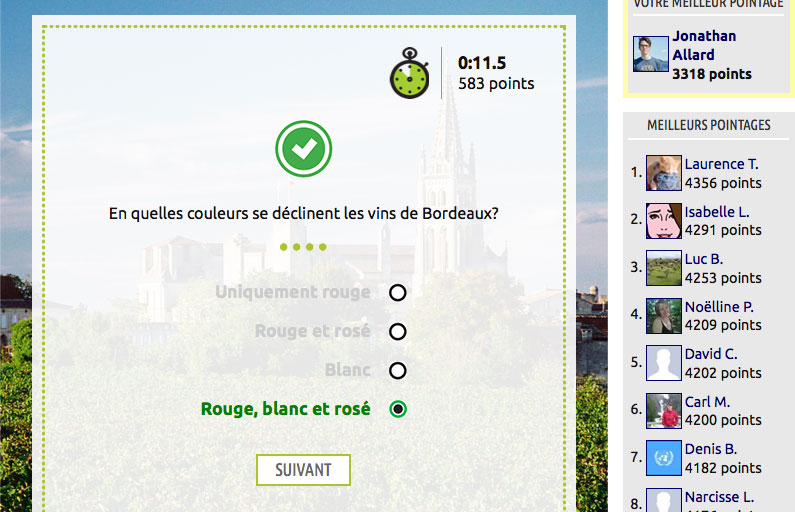 0:11.5
583 points
En quelles couleurs se déclinent les vins de Bordeaux?
Uniquement rouge
Rouge et rosé
Blanc
Rouge, blanc et rosé
SUIVANT
VOTRE MEILLEUR POINTAGE
Jonathan
Allard
3318 points
MEILLEURS POINTAGES
1. Laurence T.
4356 points
2. Isabelle L.
4291 points
3. Luc B.
4253 points
4. Noëlline P.
4209 points
5. David C.
4202 points
6. Carl M.
4200 points
7. Denis B.
4182 points
8. Narcisse L.